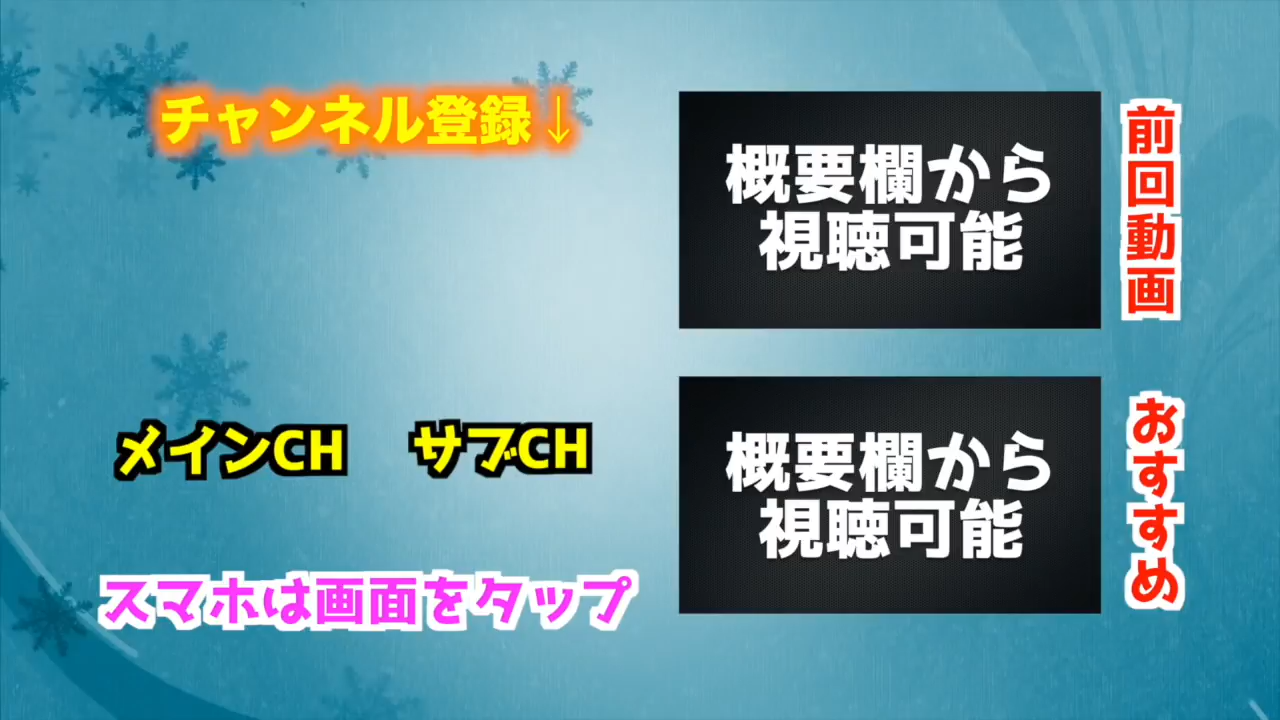 チャンネル登録↓
メインCH
サブCH
スマホは画面をタップ
概要欄から
視聴可能
前回動画
概要欄から
視聴可能
おすすめ